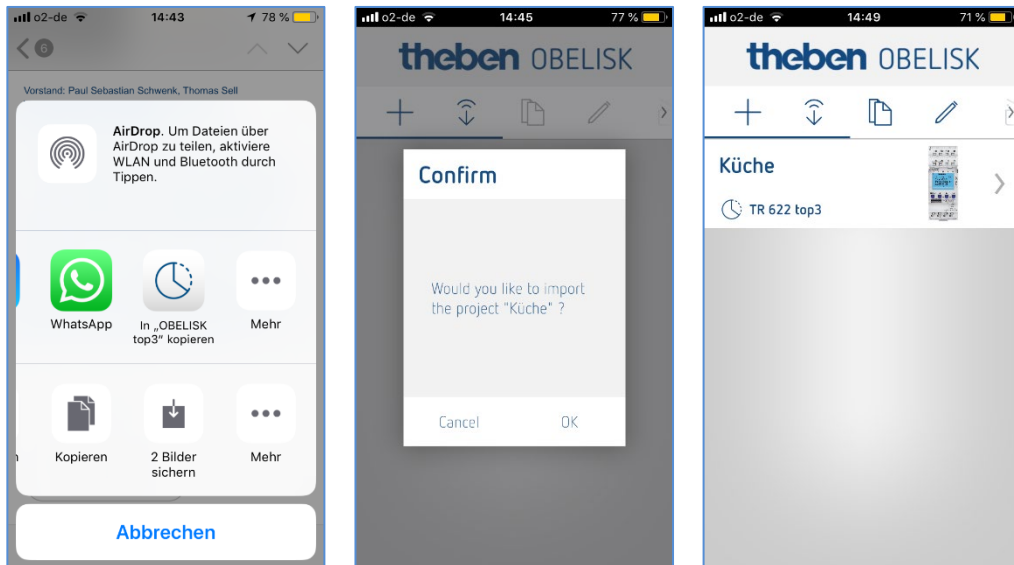 o2-de 14:43 78 %
6
Vorstand: Paul Sebastian Schwenk, Thomas Sell
AirDrop. Um Dateien über
AirDrop zu teilen, aktiviere
WLAN und Bluetooth durch
Tippen.
WhatsApp
In „OBELISK
top3“ kopieren
Mehr
Kopieren
2 Bilder
sichern
Mehr
Abbrechen
o2-de 14:45 77 %
theben OBELISK
Confirm
Would you like to import
the project "Küche" ?
Cancel OK
o2-de 14:49 71 %
theben OBELISK
Küche
TR 622 top3